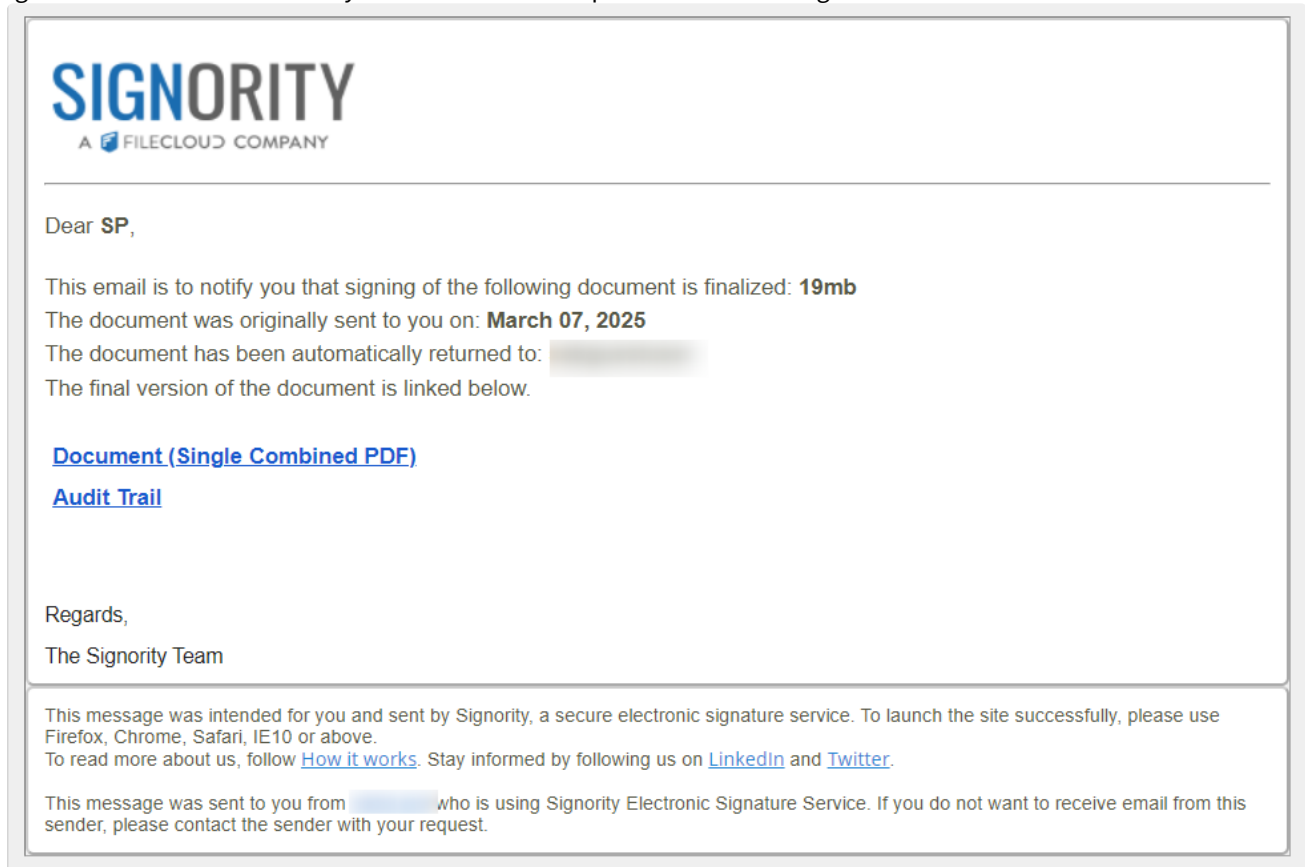 SIGNORITY
A FILECLOUD COMPANY
Dear SP,
This email is to notify you that signing of the following document is finalized: 19mb
The document was originally sent to you on: March 07, 2025
The document has been automatically returned to:
The final version of the document is linked below.
Document (Single Combined PDF)
Audit Trail
Regards,
The Signority Team
This message was intended for you and sent by Signority, a secure electronic signature service. To launch the site successfully, please use
Firefox, Chrome, Safari, IE10 or above.
To read more about us, follow How it works. Stay informed by following us on LinkedIn and Twitter.
This message was sent to you from who is using Signority Electronic Signature Service. If you do not want to receive email from this
sender, please contact the sender with your request.